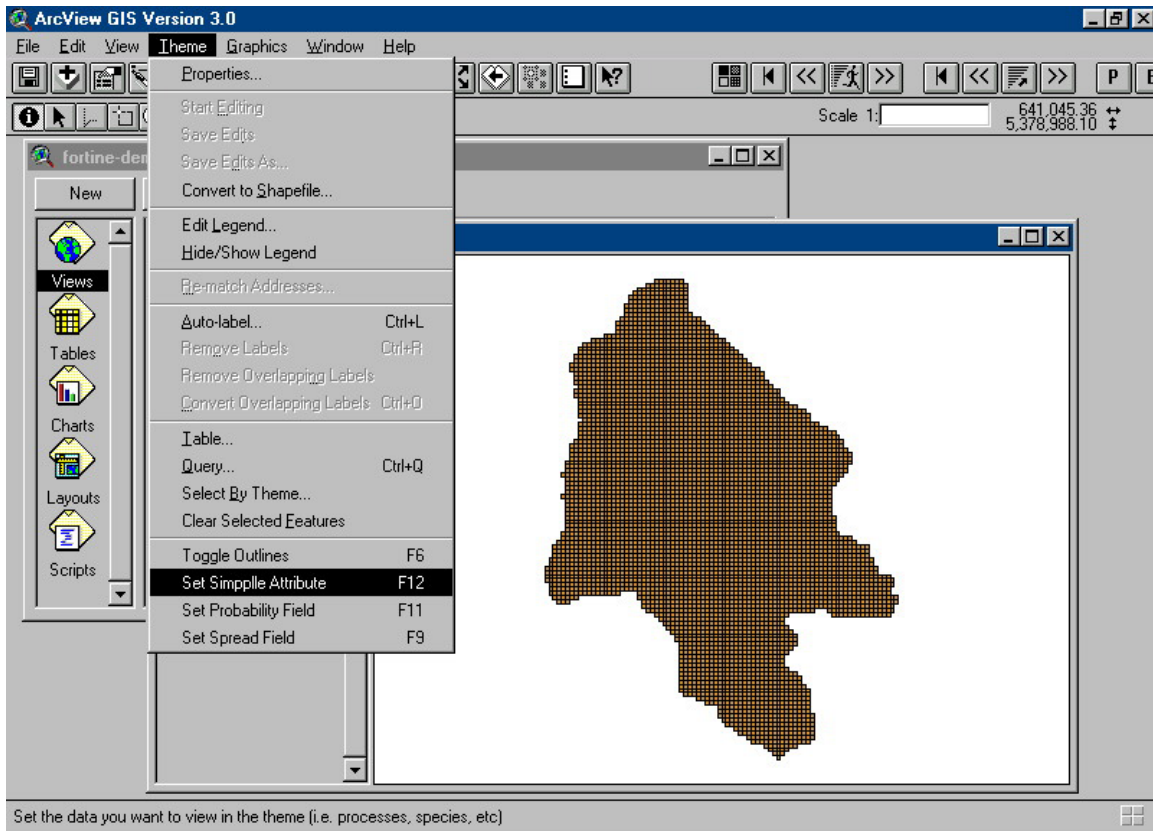 ArcView GIS Version 3.0
File Edit View Theme Graphics Window Help
P
Scale 1:
641,045.36
5,378,988.10
Properties...
Start Editing
Save Edits
Save Edits As...
Convert to Shapefile...
Edit Legend...
Hide/Show Legend
Re-match Addresses...
Auto-label... Ctrl+L
Remove Labels Ctrl+R
Remove Overlapping Labels
Convert Overlapping Labels Ctrl+O
Table...
Query... Ctrl+Q
Select By Theme...
Clear Selected Features
Toggle Outlines F6
Set Simpplle Attribute F12
Set Probability Field F11
Set Spread Field F9
New
Views
Tables
Charts
Layouts
Scripts
Set the data you want to view in the theme (i.e. processes, species, etc)